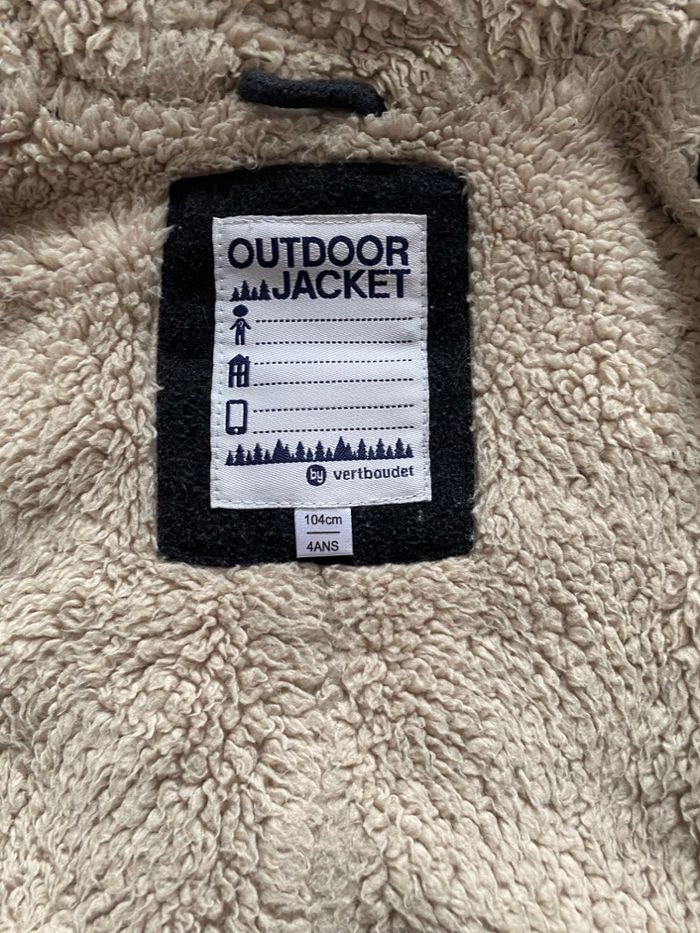 OUTDOOR
JACKET
by vertbaudet
104cm
4ANS